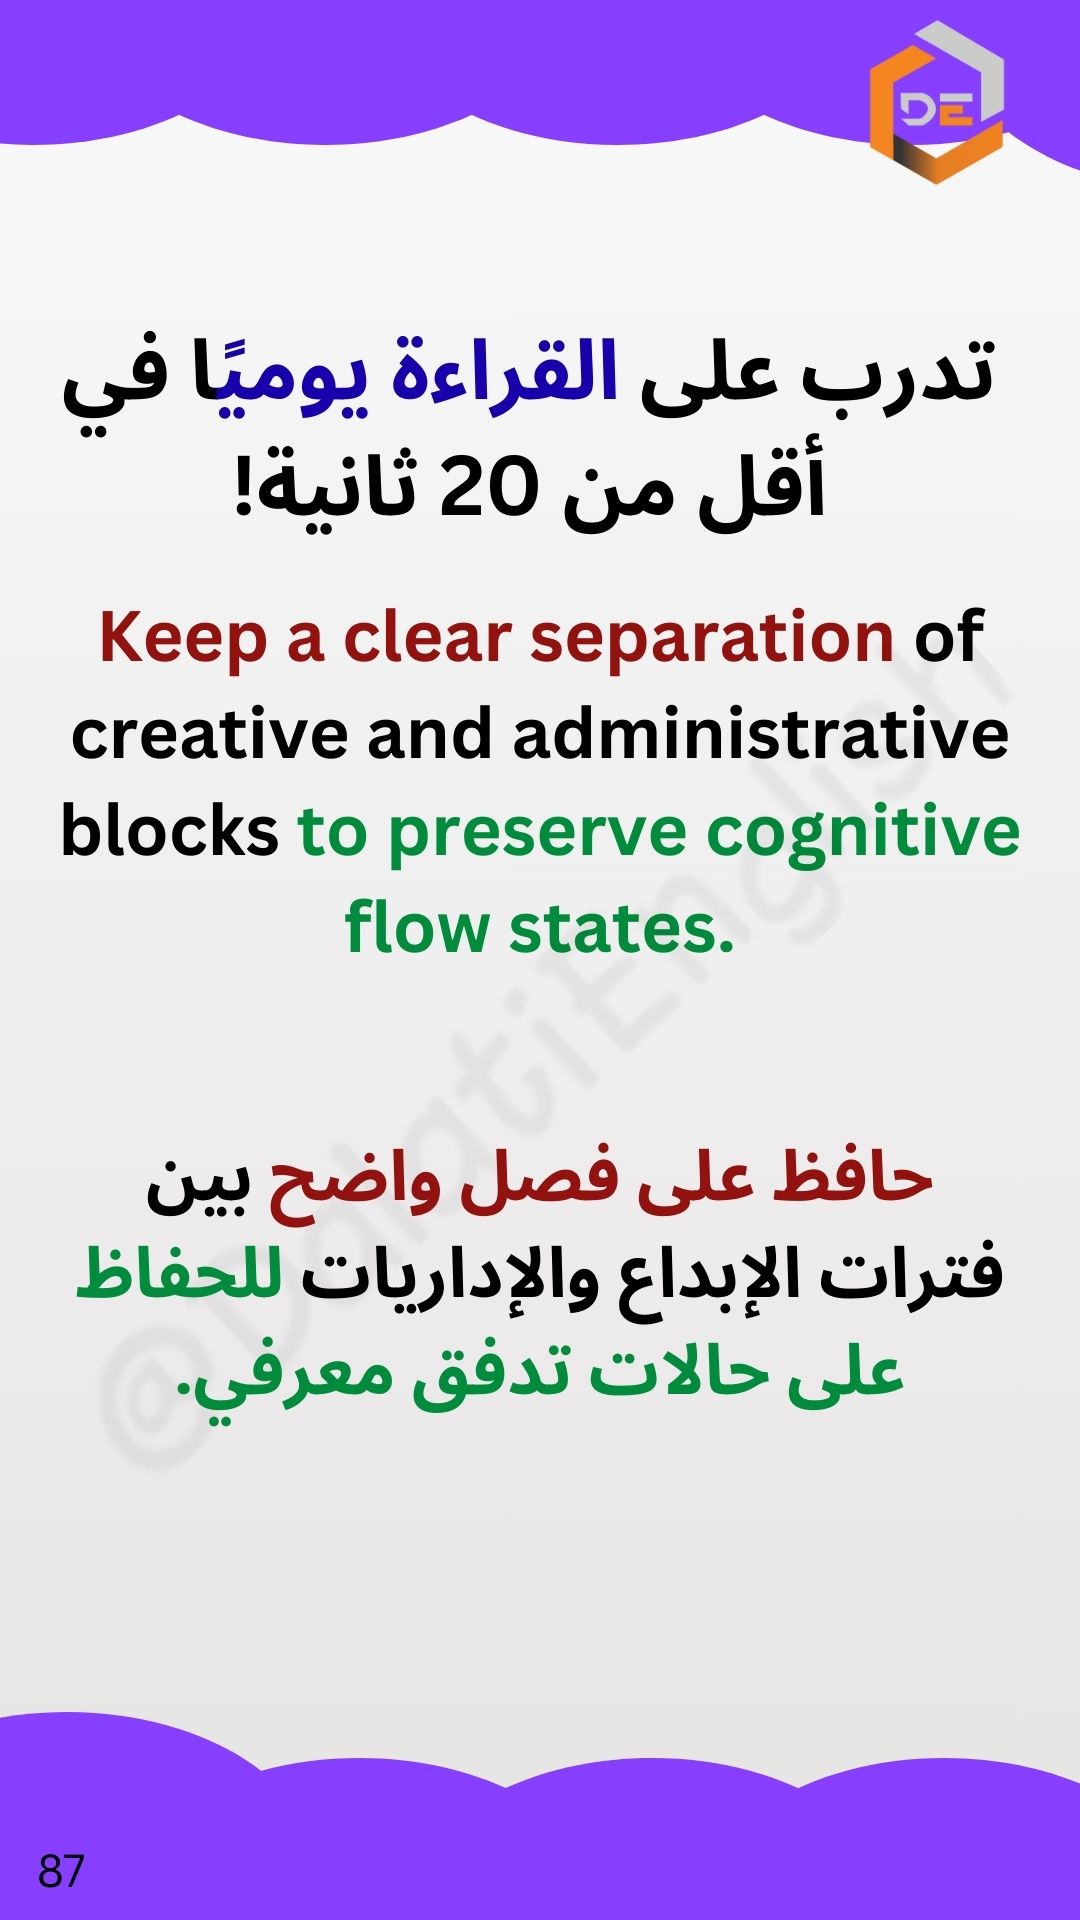 DE
تدرب على القراءة يوميًا في
أقل من 20 ثانية!
Keep a clear separation of
creative and administrative
blocks to preserve cognitive
flow states.
@DalatiEnglish
حافظ على فصل واضح بين
فترات الإبداع والإداريات للحفاظ
على حالات تدفق معرفي.
87